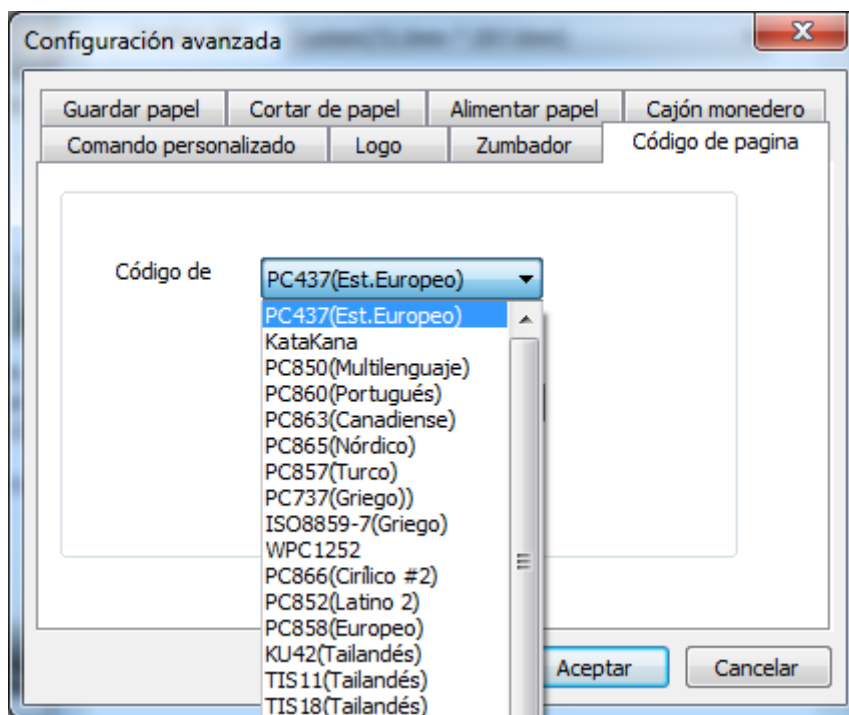 Configuración avanzada
Guardar papel
Cortar de papel
Alimentar papel
Cajón monedero
Comando personalizado
Logo
Zumbador
Código de pagina
Código de
PC437(Est.Europeo)
PC437(Est.Europeo)
KataKana
PC850(Multilenguaje)
PC860(Portugués)
PC863(Canadiense)
PC865(Nórdico)
PC857(Turco)
PC737(Griego))
ISO8859-7(Griego)
WPC1252
PC866(Cirílico #2)
PC852(Latino 2)
PC858(Europeo)
KU42(Tailandés)
TIS11(Tailandés)
TIS18(Tailandés)
Aceptar
Cancelar